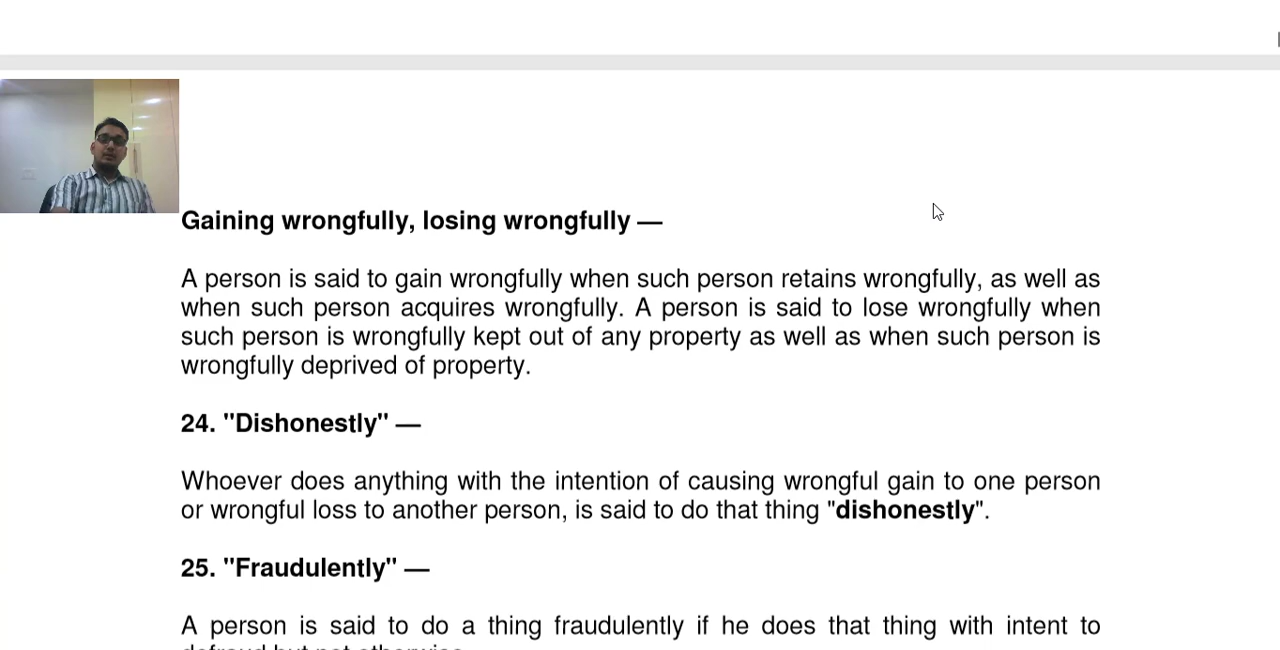 Gaining wrongfully, losing wrongfully —
A person is said to gain wrongfully when such person retains wrongfully, as well as
when such person acquires wrongfully. A person is said to lose wrongfully when
such person is wrongfully kept out of any property as well as when such person is
wrongfully deprived of property.
24. "Dishonestly" —
Whoever does anything with the intention of causing wrongful gain to one person
or wrongful loss to another person, is said to do that thing "dishonestly".
25. "Fraudulently" —
A person is said to do a thing fraudulently if he does that thing with intent to
defraud but not otherwise